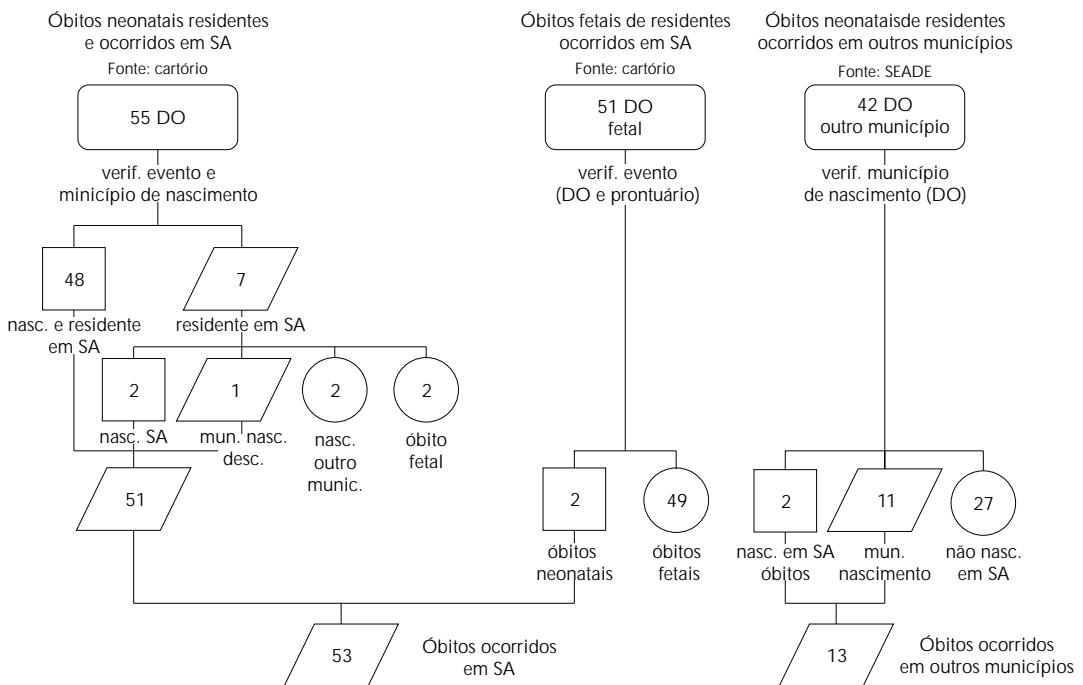 Óbitos neonatais residentes
e ocorridos em SA
Fonte: cartório
55 DO
verif. evento e
minicípio de nascimento
48
nasc. e residente
em SA
7
residente em SA
2
nasc. SA
1
mun. nasc.
desc.
2
nasc.
outro
munic.
2
óbito
fetal
51
Óbitos fetais de residentes
ocorridos em SA
Fonte: cartório
51 DO
fetal
verif. evento
(DO e prontuário)
2
óbitos
neonatais
49
óbitos
fetais
53
Óbitos ocorridos
em SA
Óbitos neonataisde residentes
ocorridos em outros municípios
Fonte: SEADE
42 DO
outro município
verif. município
de nascimento (DO)
2
nasc. em SA
óbitos
11
mun.
nascimento
27
não nasc.
em SA
13
Óbitos ocorridos
em outros municípios